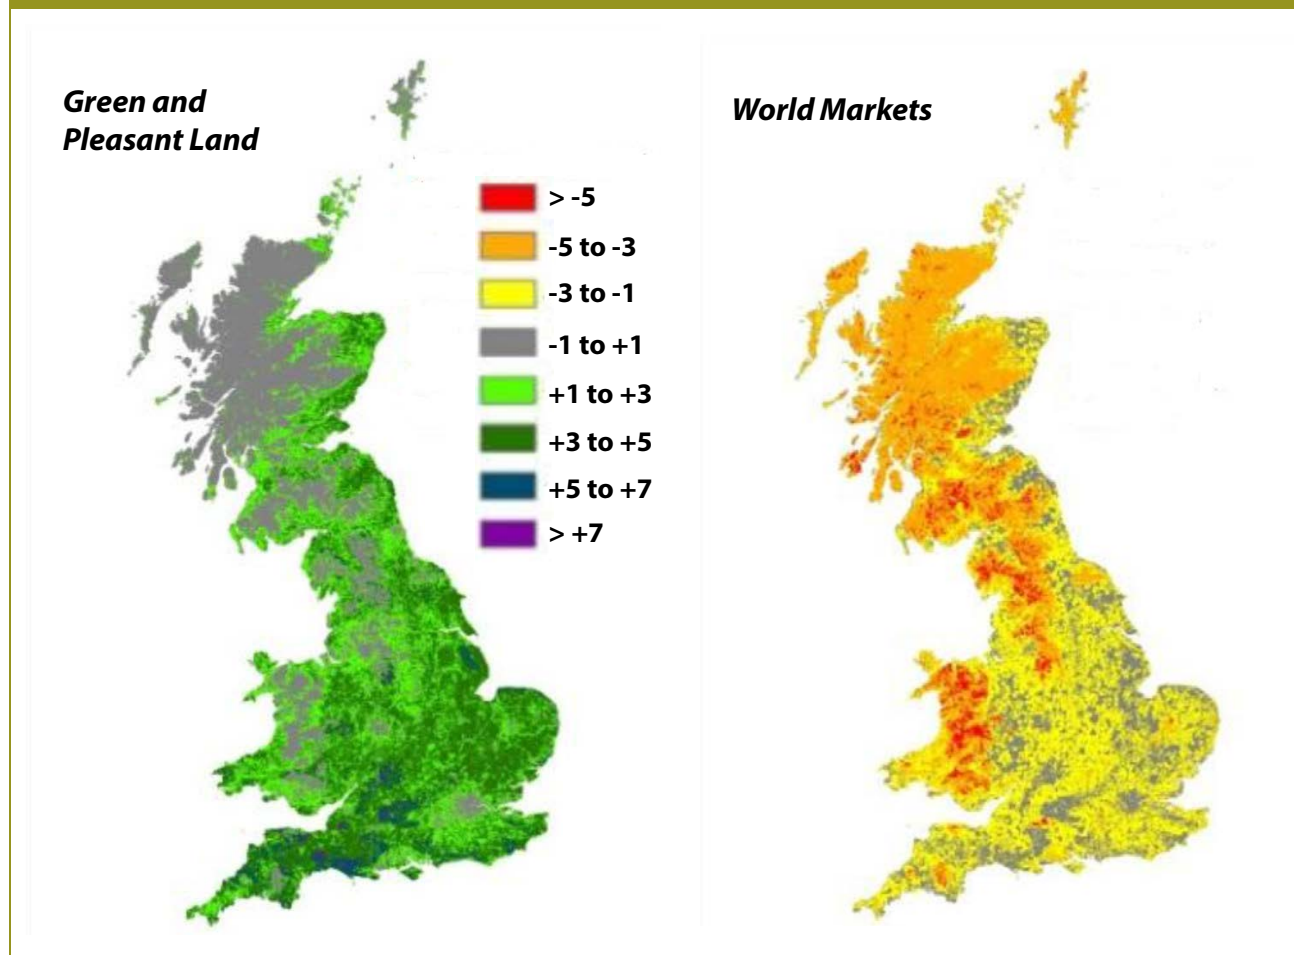 Green and
Pleasant Land
World Markets
> -5
-5 to -3
-3 to -1
-1 to +1
+1 to +3
+3 to +5
+5 to +7
> +7